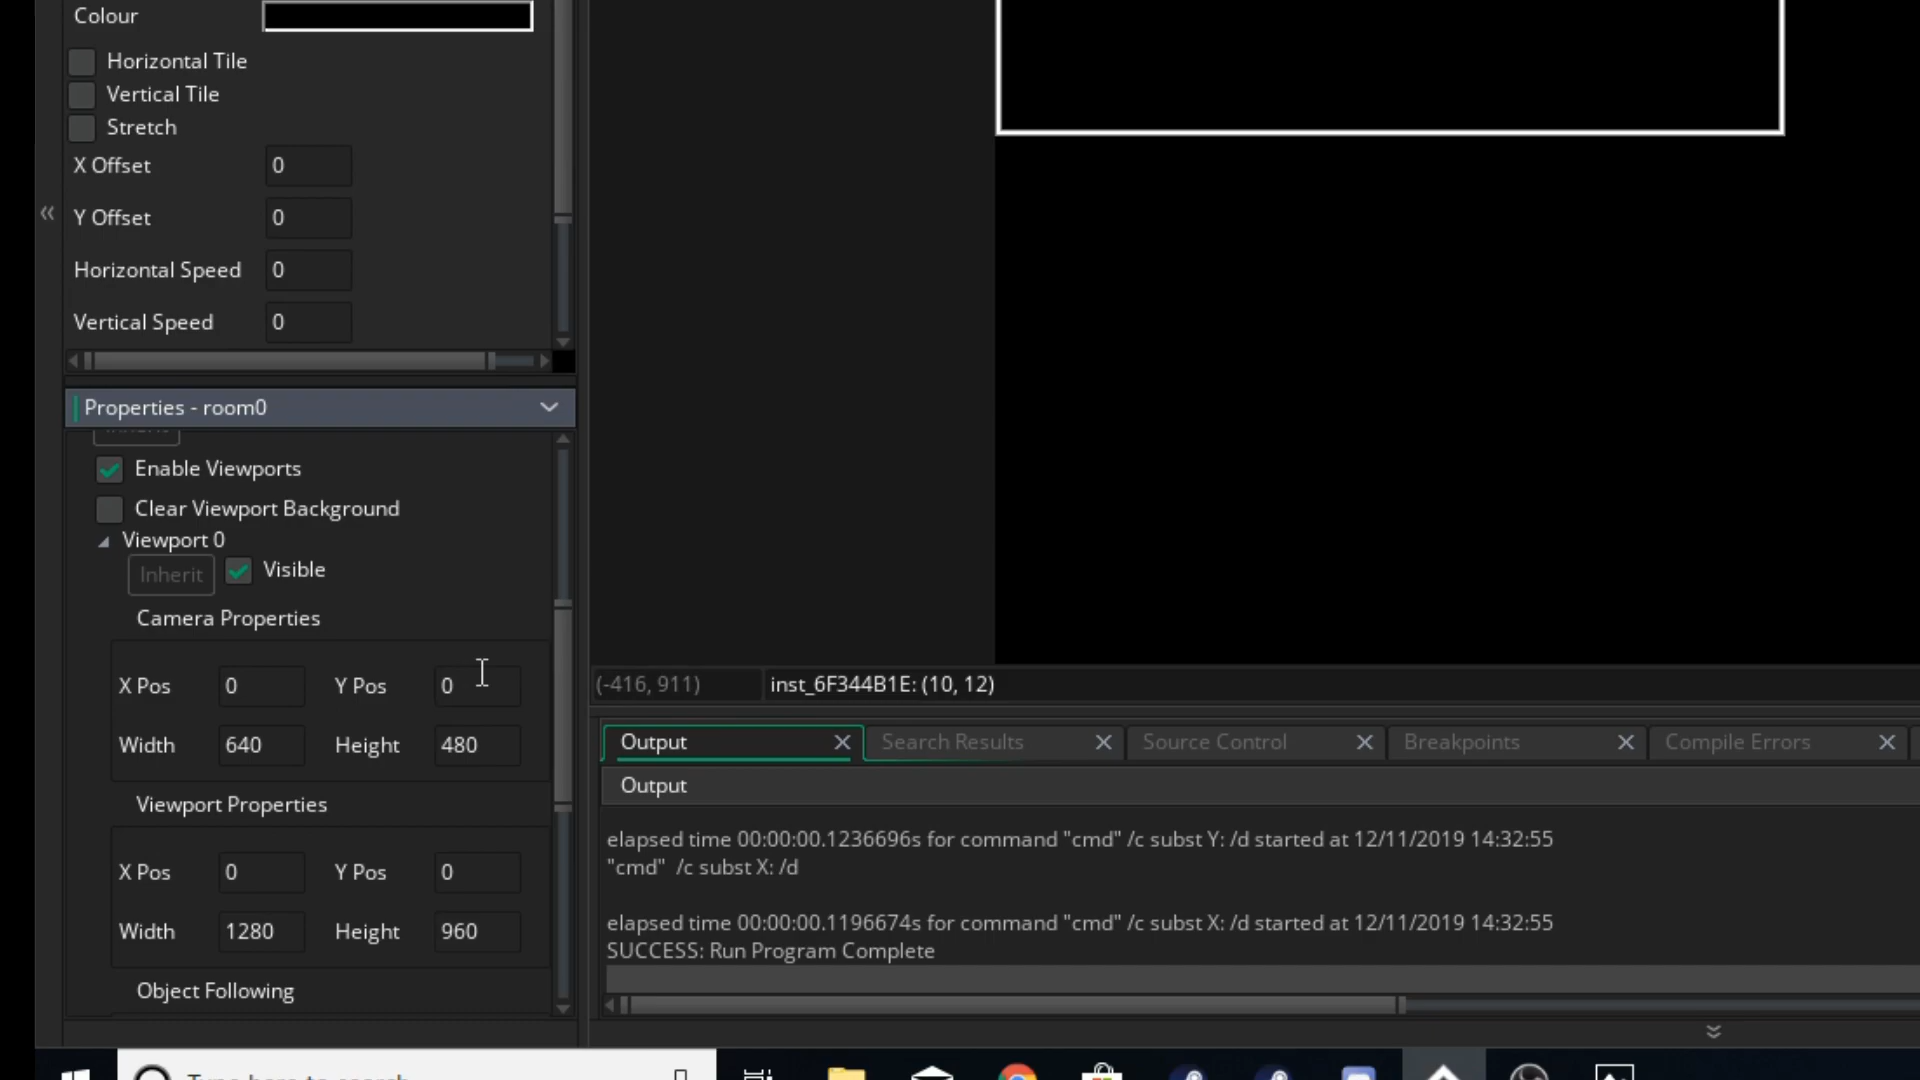 Colour
Horizontal Tile
Vertical Tile
Stretch
X Offset 0
Y Offset 0
Horizontal Speed 0
Vertical Speed 0
Properties - room0
Enable Viewports
Clear Viewport Background
Viewport 0
Inherit Visible
Camera Properties
X Pos 0 Y Pos 0
Width 640 Height 480
Viewport Properties
X Pos 0 Y Pos 0
Width 1280 Height 960
Object Following
(-416, 911) inst_6F344B1E: (10, 12)
Output Search Results Source Control Breakpoints Compile Errors
Output
elapsed time 00:00:00.1236696s for command "cmd" /c subst Y: /d started at 12/11/2019 14:32:55
"cmd" /c subst X: /d
elapsed time 00:00:00.1196674s for command "cmd" /c subst X: /d started at 12/11/2019 14:32:55
SUCCESS: Run Program Complete
Type here to search